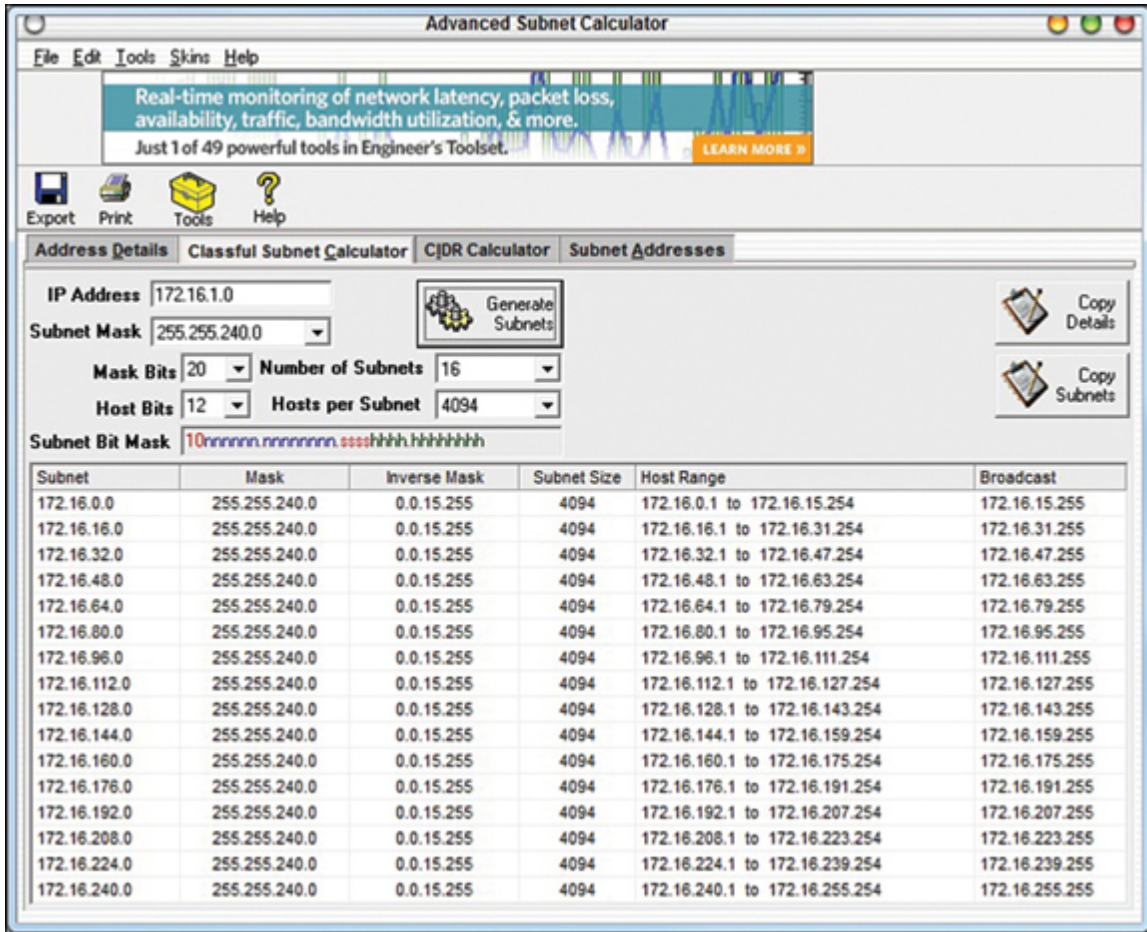 Advanced Subnet Calculator
File Edit Tools Skins Help
Real-time monitoring of network latency, packet loss,
availability, traffic, bandwidth utilization, & more.
Just 1 of 49 powerful tools in Engineer's Toolset.
LEARN MORE »
Export Print Tools Help
Address Details Classful Subnet Calculator CIDR Calculator Subnet Addresses
IP Address 172.16.1.0
Generate Subnets
Copy Details
Subnet Mask 255.255.240.0
Mask Bits 20 Number of Subnets 16
Copy Subnets
Host Bits 12 Hosts per Subnet 4094
Subnet Bit Mask 10nnnnnn.nnnnnnnn.sssshhhh.hhhhhhhh
Subnet Mask Inverse Mask Subnet Size Host Range Broadcast
172.16.0.0 255.255.240.0 0.0.15.255 4094 172.16.0.1 to 172.16.15.254 172.16.15.255
172.16.16.0 255.255.240.0 0.0.15.255 4094 172.16.16.1 to 172.16.31.254 172.16.31.255
172.16.32.0 255.255.240.0 0.0.15.255 4094 172.16.32.1 to 172.16.47.254 172.16.47.255
172.16.48.0 255.255.240.0 0.0.15.255 4094 172.16.48.1 to 172.16.63.254 172.16.63.255
172.16.64.0 255.255.240.0 0.0.15.255 4094 172.16.64.1 to 172.16.79.254 172.16.79.255
172.16.80.0 255.255.240.0 0.0.15.255 4094 172.16.80.1 to 172.16.95.254 172.16.95.255
172.16.96.0 255.255.240.0 0.0.15.255 4094 172.16.96.1 to 172.16.111.254 172.16.111.255
172.16.112.0 255.255.240.0 0.0.15.255 4094 172.16.112.1 to 172.16.127.254 172.16.127.255
172.16.128.0 255.255.240.0 0.0.15.255 4094 172.16.128.1 to 172.16.143.254 172.16.143.255
172.16.144.0 255.255.240.0 0.0.15.255 4094 172.16.144.1 to 172.16.159.254 172.16.159.255
172.16.160.0 255.255.240.0 0.0.15.255 4094 172.16.160.1 to 172.16.175.254 172.16.175.255
172.16.176.0 255.255.240.0 0.0.15.255 4094 172.16.176.1 to 172.16.191.254 172.16.191.255
172.16.192.0 255.255.240.0 0.0.15.255 4094 172.16.192.1 to 172.16.207.254 172.16.207.255
172.16.208.0 255.255.240.0 0.0.15.255 4094 172.16.208.1 to 172.16.223.254 172.16.223.255
172.16.224.0 255.255.240.0 0.0.15.255 4094 172.16.224.1 to 172.16.239.254 172.16.239.255
172.16.240.0 255.255.240.0 0.0.15.255 4094 172.16.240.1 to 172.16.255.254 172.16.255.255